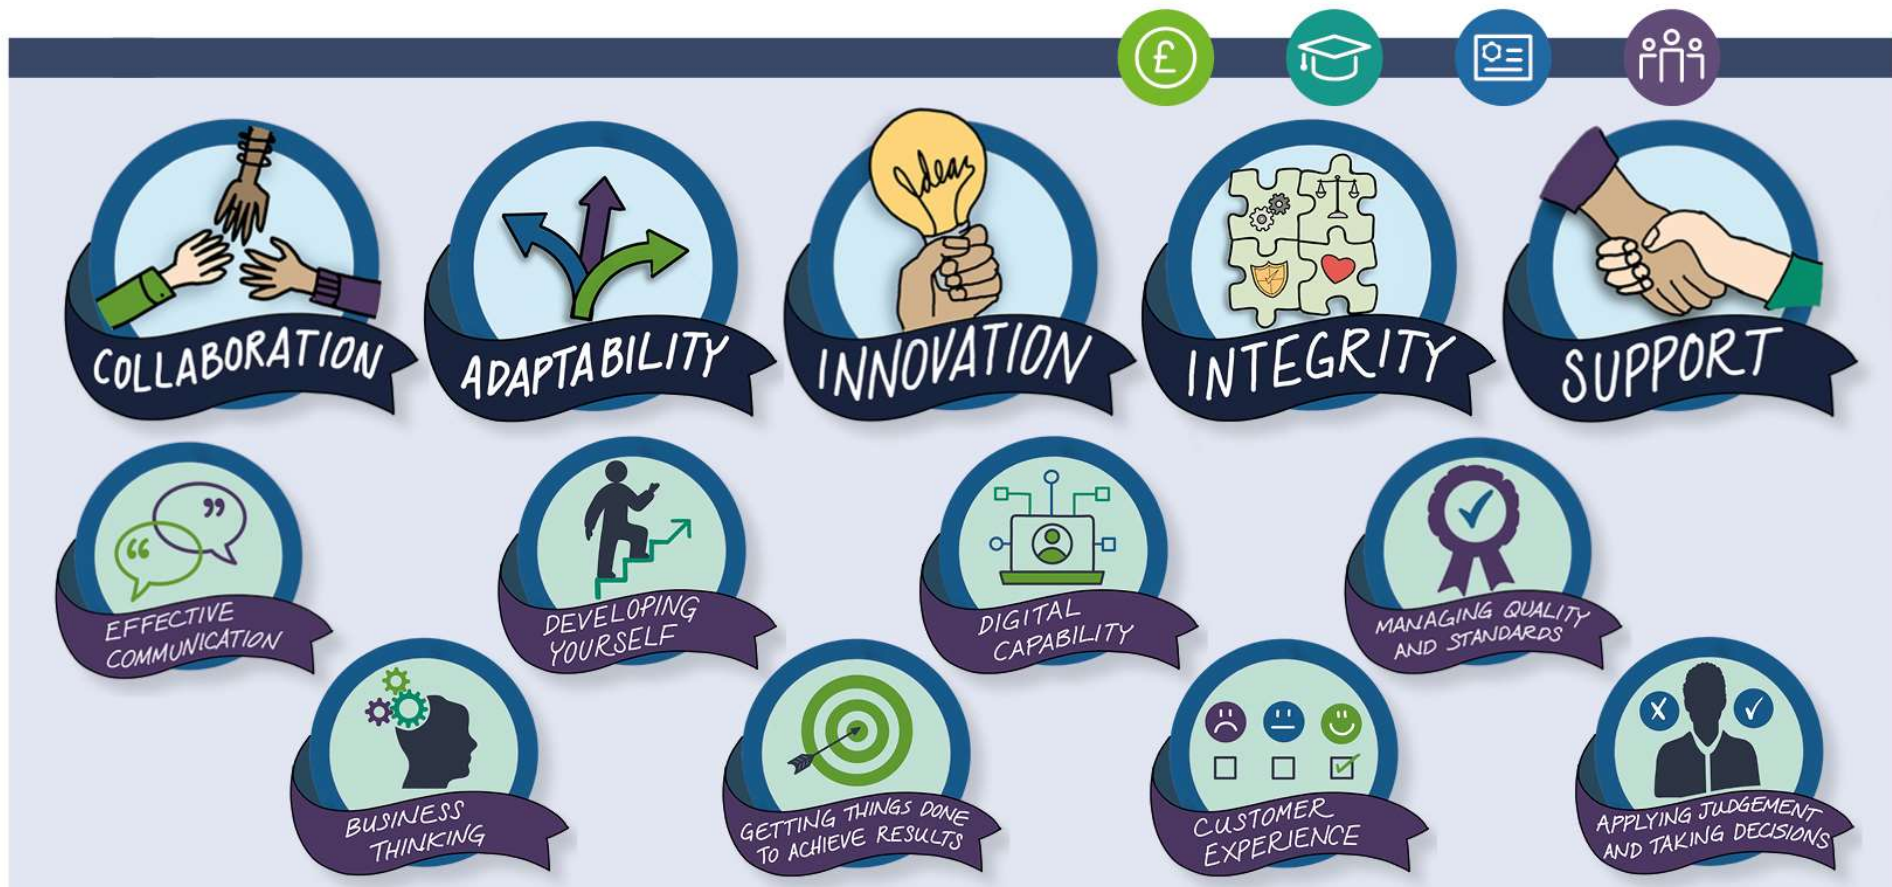 £
Ideas
COLLABORATION
ADAPTABILITY
INNOVATION
INTEGRITY
SUPPORT
EFFECTIVE
COMMUNICATION
DEVELOPING
YOURSELF
DIGITAL
CAPABILITY
MANAGING QUALITY
AND STANDARDS
BUSINESS
THINKING
GETTING THINGS DONE
TO ACHIEVE RESULTS
CUSTOMER
EXPERIENCE
APPLYING JUDGEMENT
AND TAKING DECISIONS